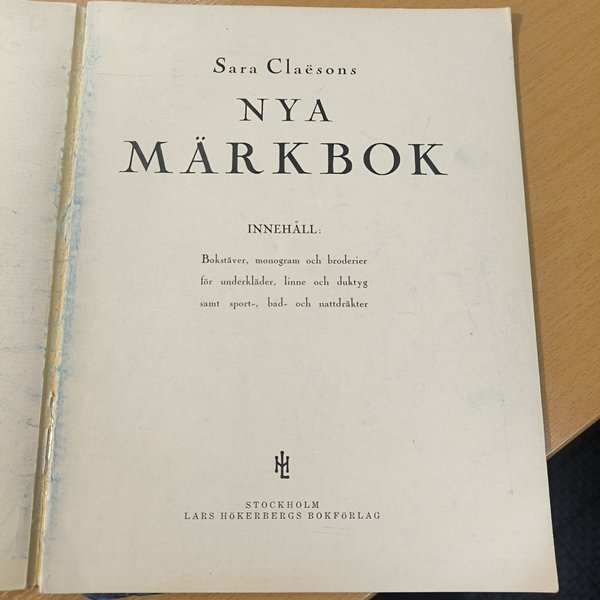 Sara Claësons
NYA
MÄRKBOK
INNEHÅLL:
Bokstäver, monogram och broderier
för underkläder, linne och duktyg
samt sport-, bad- och nattdräkter
STOCKHOLM
LARS HÖKERBERGS BOKFÖRLAG